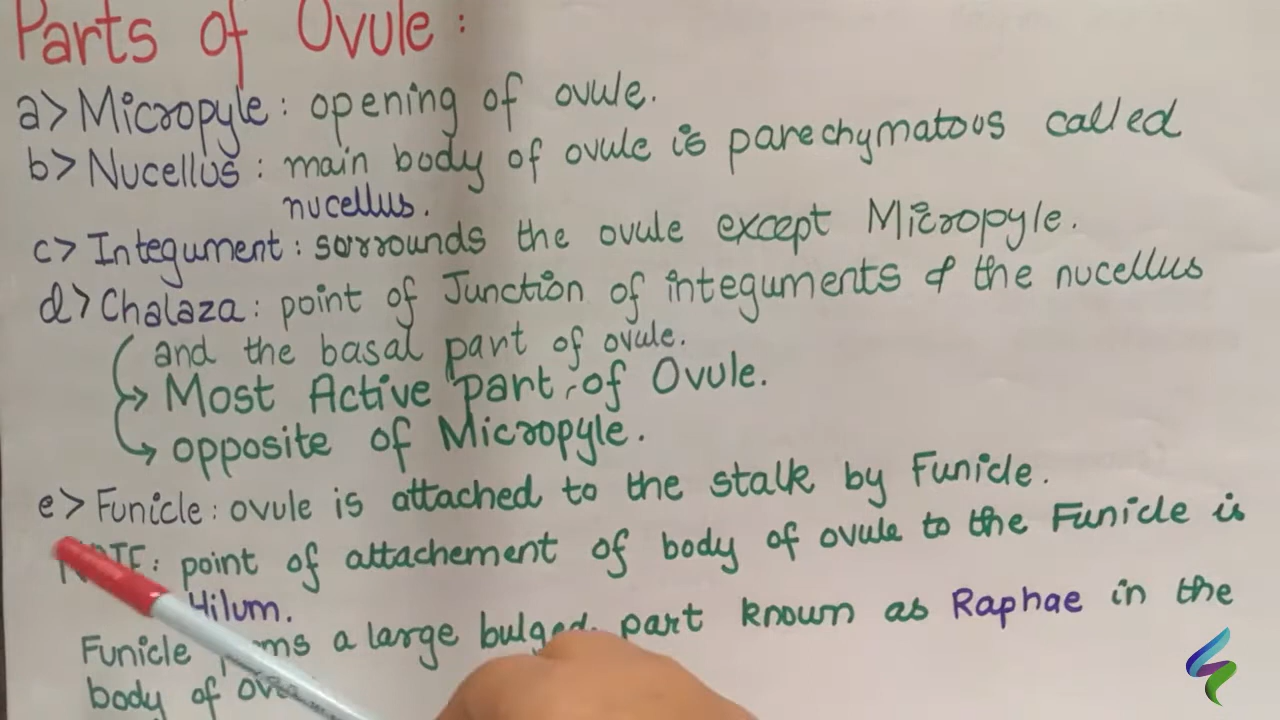 Parts of Ovule :
a> Micropyle : opening of ovule.
b> Nucellus : main body of ovule is parechymatous called
nucellus.
c> Integument : surrounds the ovule except Micropyle.
d> Chalaza : point of Junction of integuments & the nucellus
and the basal part of ovule.
→ Most Active part of Ovule.
→ opposite of Micropyle.
e> Funicle : ovule is attached to the stalk by Funicle.
NOTE : point of attachement of body of ovule to the Funicle is
Hilum.
Funicle a large bulged part known as Raphae in the
body of